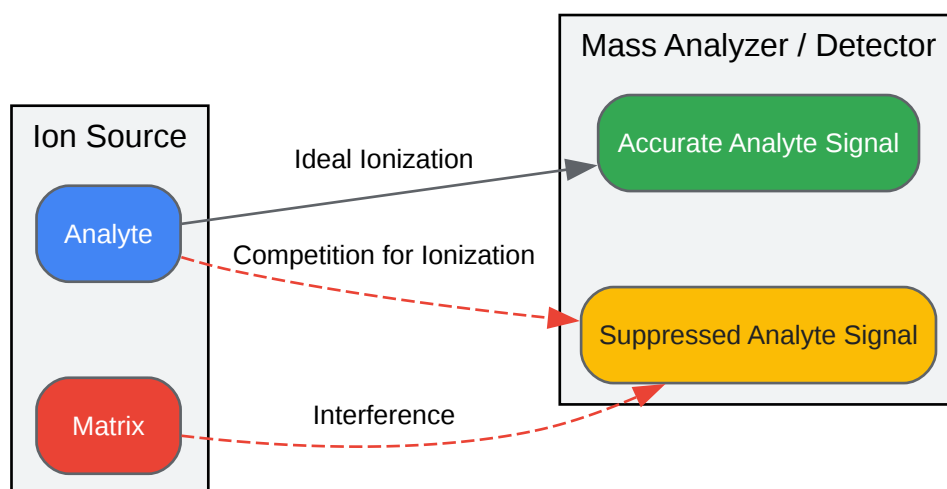 Mass Analyzer / Detector
Ion Source
Accurate Analyte Signal
Ideal Ionization
Analyte
Competition for Ionization
Suppressed Analyte Signal
Interference
Matrix